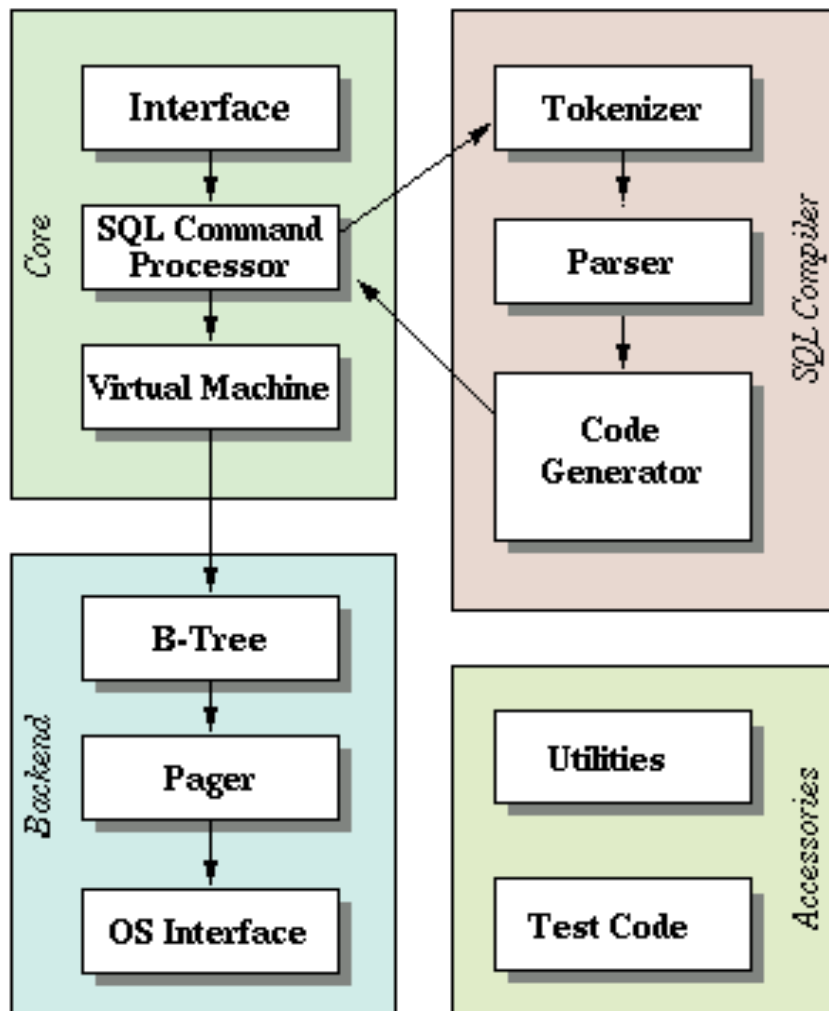 Core
Interface
SQL Command
Processor
Virtual Machine
SQL Compiler
Tokenizer
Parser
Code
Generator
Backend
B-Tree
Pager
OS Interface
Accessories
Utilities
Test Code